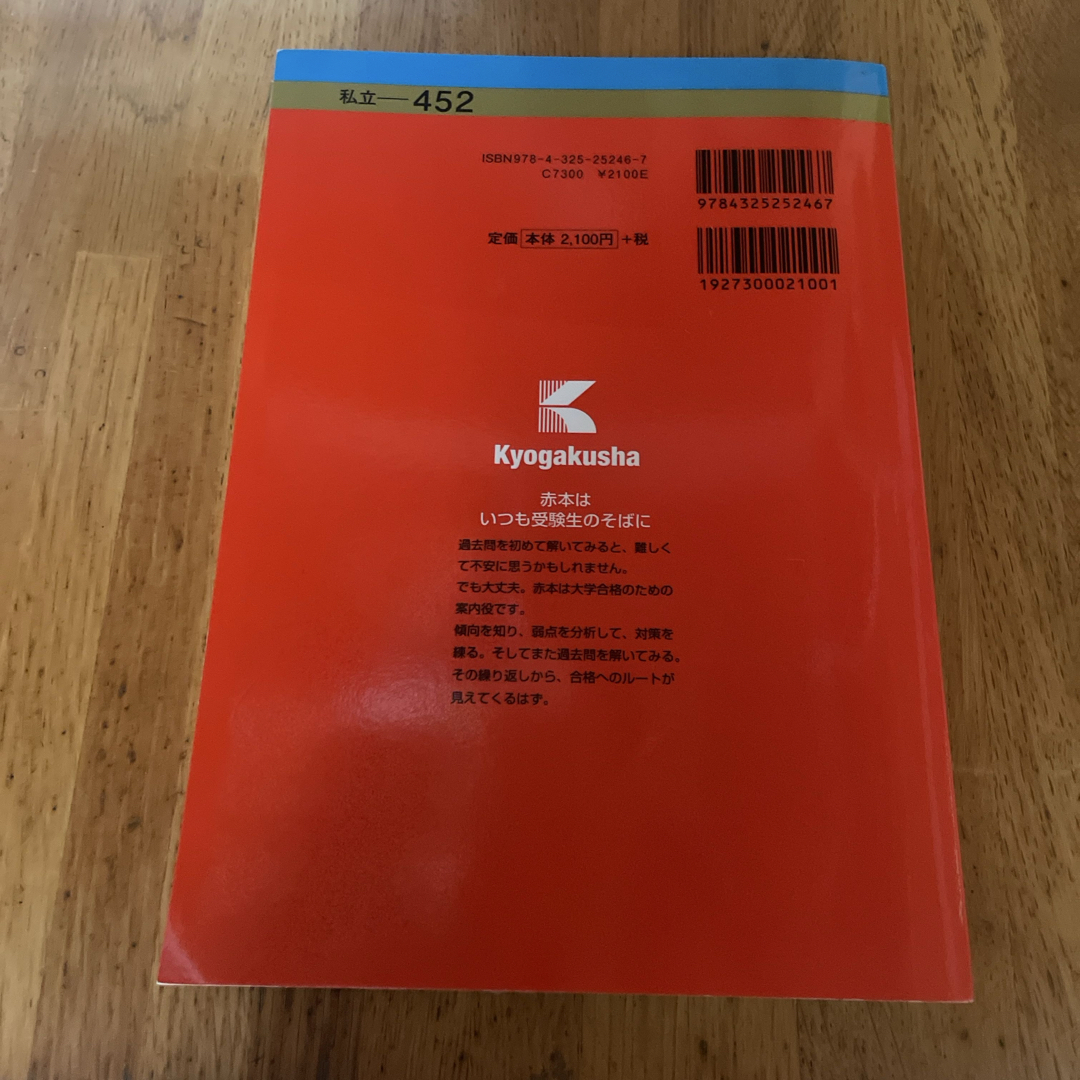 私立――452
ISBN978-4-325-25246-7
C7300 ¥2100E
9784325252467
定価 本体 2,100円 +税
1927300021001
Kyogakusha
赤本は
いつも受験生のそばに
過去問を初めて解いてみると、難しく
て不安に思うかもしれません。
でも大丈夫。赤本は大学合格のための
案内役です。
傾向を知り、弱点を分析して、対策を
練る。そしてまた過去問を解いてみる。
その繰り返しから、合格へのルートが
見えてくるはず。